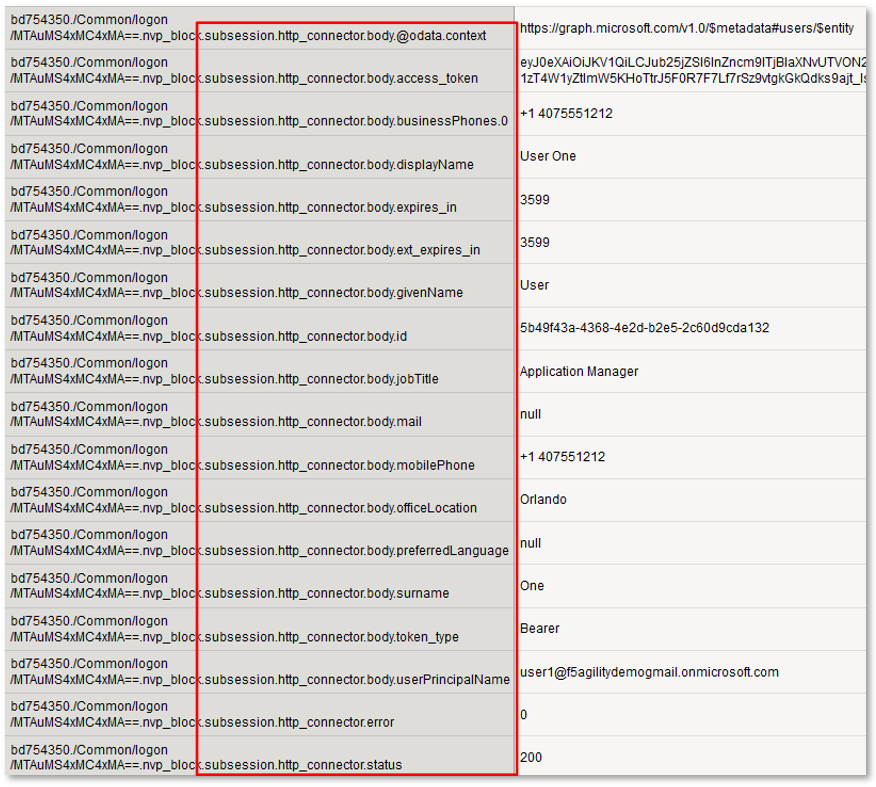 bd754350./Common/logon
/MTAuMS4xMC4xMA==.nvp_block.subsession.http_connector.body.@odata.context
https://graph.microsoft.com/v1.0/$metadata#users/$entity
bd754350./Common/logon
/MTAuMS4xMC4xMA==.nvp_block.subsession.http_connector.body.access_token
bd754350./Common/logon
/MTAuMS4xMC4xMA==.nvp_block.subsession.http_connector.body.businessPhones.0
+1 4075551212
bd754350./Common/logon
/MTAuMS4xMC4xMA==.nvp_block.subsession.http_connector.body.displayName
User One
bd754350./Common/logon
/MTAuMS4xMC4xMA==.nvp_block.subsession.http_connector.body.expires_in
3599
bd754350./Common/logon
/MTAuMS4xMC4xMA==.nvp_block.subsession.http_connector.body.ext_expires_in
3599
bd754350./Common/logon
/MTAuMS4xMC4xMA==.nvp_block.subsession.http_connector.body.givenName
User
bd754350./Common/logon
/MTAuMS4xMC4xMA==.nvp_block.subsession.http_connector.body.id
5b49f43a-4368-4e2d-b2e5-2c60d9cda132
bd754350./Common/logon
/MTAuMS4xMC4xMA==.nvp_block.subsession.http_connector.body.jobTitle
Application Manager
bd754350./Common/logon
/MTAuMS4xMC4xMA==.nvp_block.subsession.http_connector.body.mail
null
bd754350./Common/logon
/MTAuMS4xMC4xMA==.nvp_block.subsession.http_connector.body.mobilePhone
+1 407551212
bd754350./Common/logon
/MTAuMS4xMC4xMA==.nvp_block.subsession.http_connector.body.officeLocation
Orlando
bd754350./Common/logon
/MTAuMS4xMC4xMA==.nvp_block.subsession.http_connector.body.preferredLanguage
null
bd754350./Common/logon
/MTAuMS4xMC4xMA==.nvp_block.subsession.http_connector.body.surname
One
bd754350./Common/logon
/MTAuMS4xMC4xMA==.nvp_block.subsession.http_connector.body.token_type
Bearer
bd754350./Common/logon
/MTAuMS4xMC4xMA==.nvp_block.subsession.http_connector.body.userPrincipalName
user1@f5agilitydemogmail.onmicrosoft.com
bd754350./Common/logon
/MTAuMS4xMC4xMA==.nvp_block.subsession.http_connector.error
0
bd754350./Common/logon
/MTAuMS4xMC4xMA==.nvp_block.subsession.http_connector.status
200